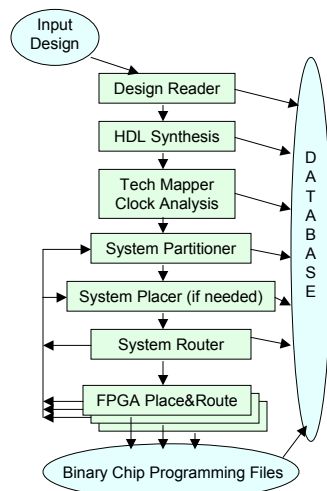 Input
Design
Design Reader
HDL Synthesis
Tech Mapper
Clock Analysis
System Partitioner
System Placer (if needed)
System Router
FPGA Place&Route
Binary Chip Programming Files
D
A
T
A
B
A
S
E